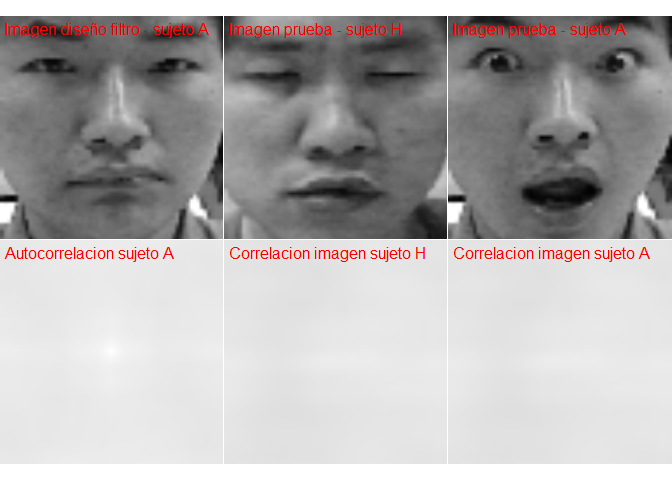 Imagen diseño filtro - sujeto A
Imagen prueba - sujeto H
Imagen prueba - sujeto A
Autocorrelacion sujeto A
Correlacion imagen sujeto H
Correlacion imagen sujeto A